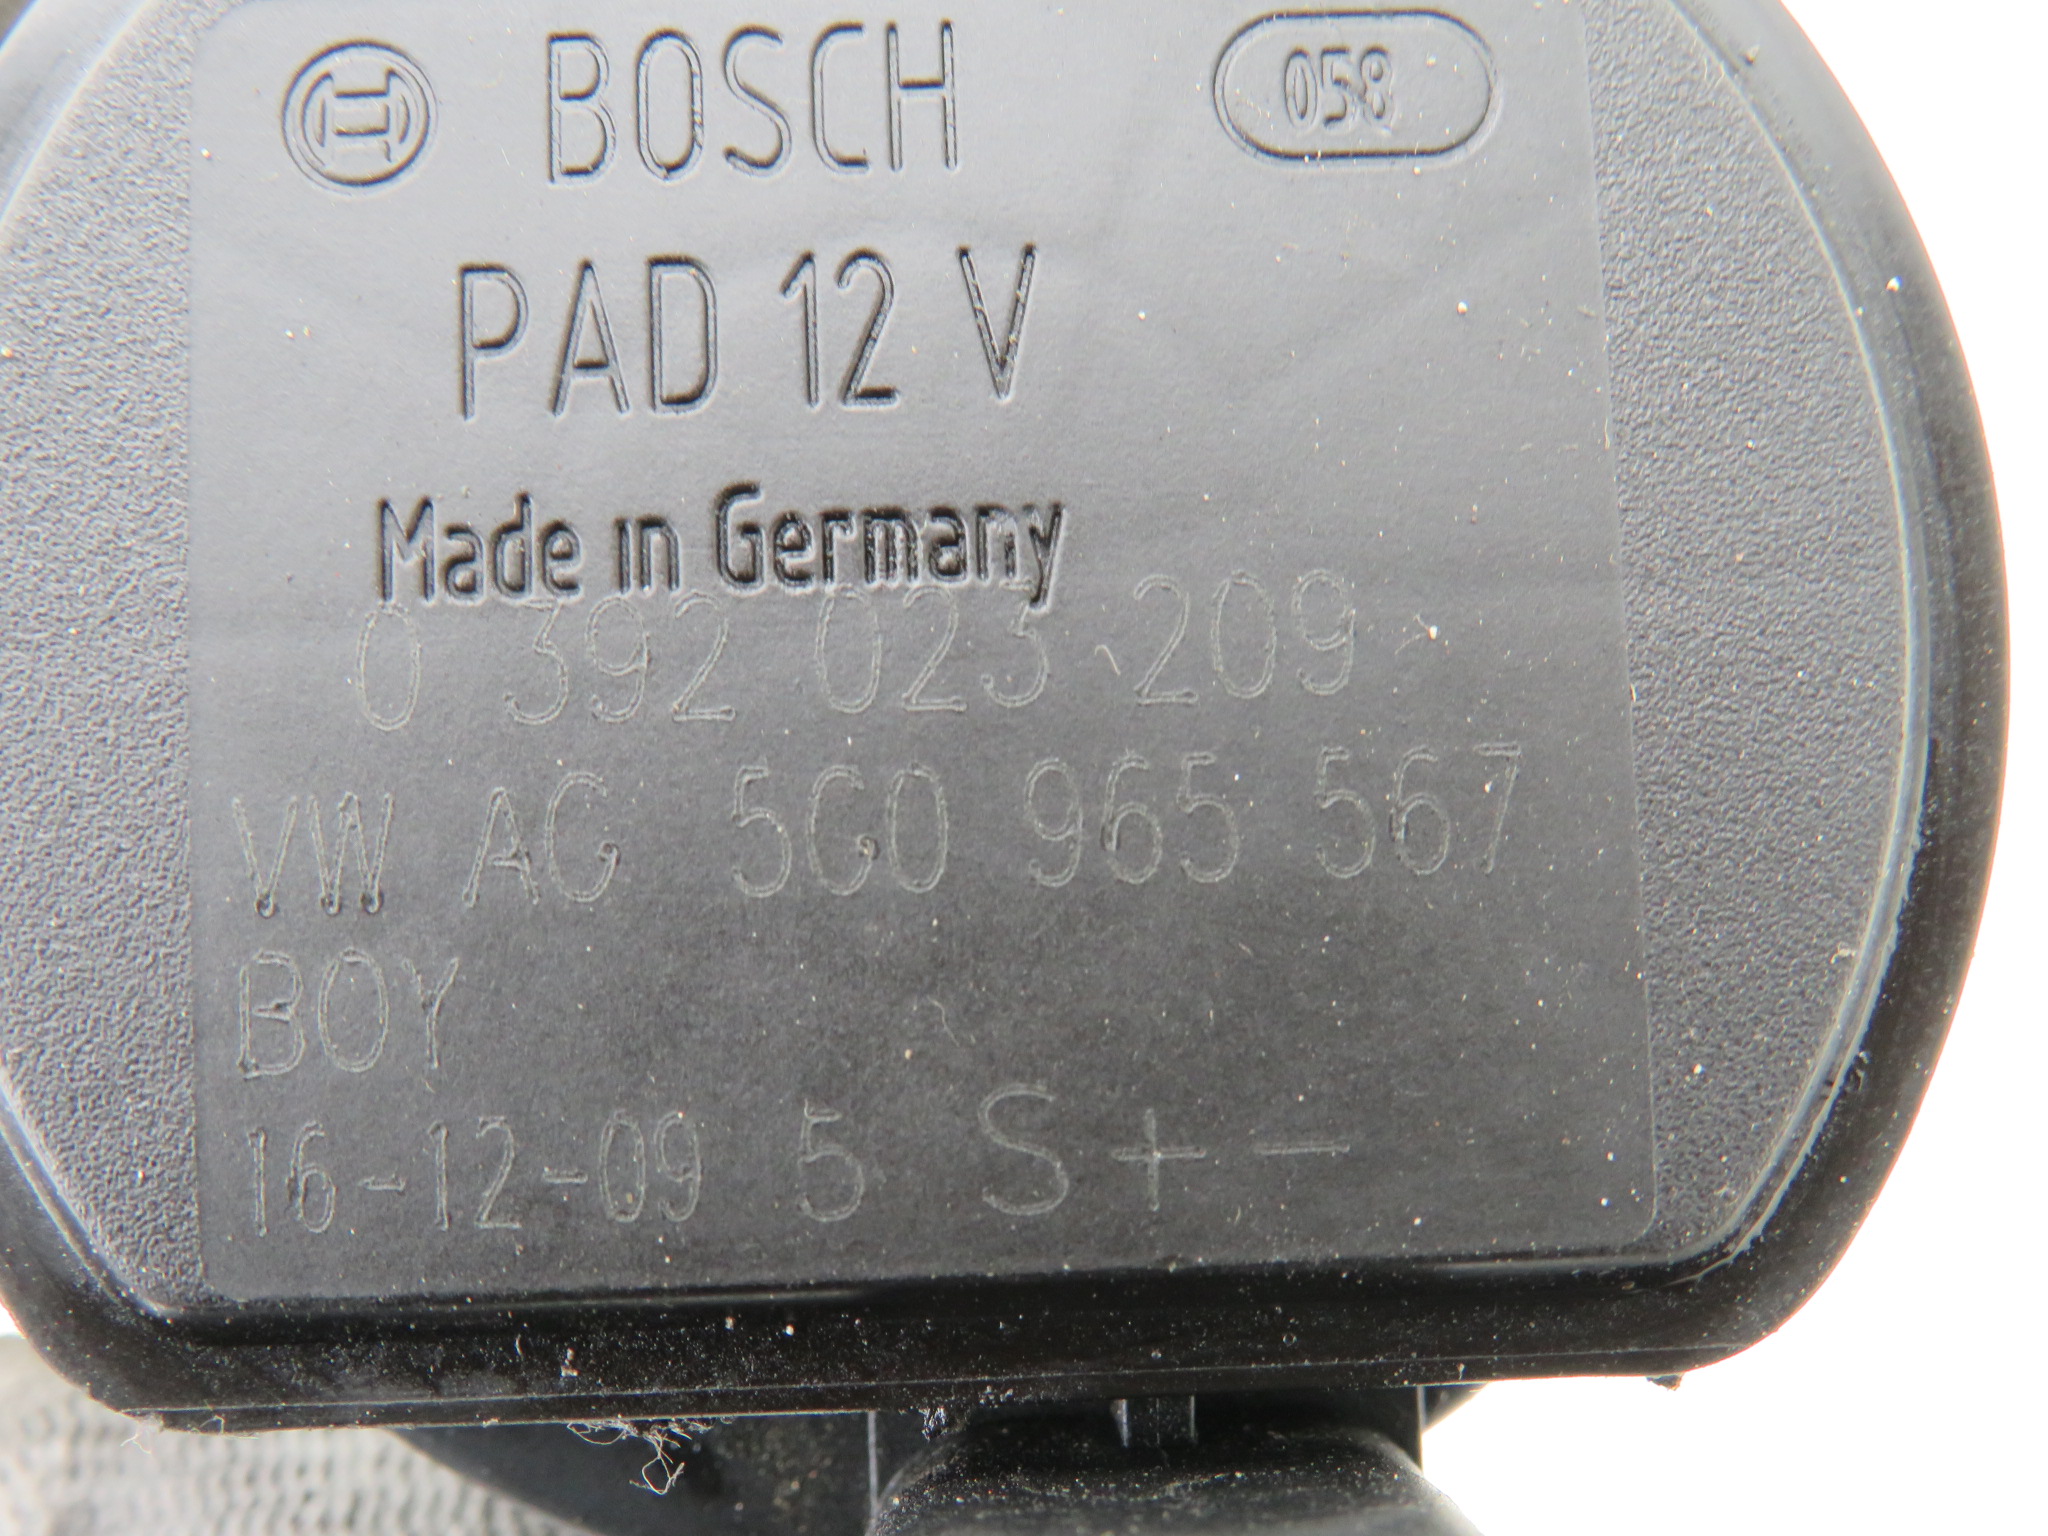 BOSCH 058
PAD 12 V
Made in Germany
0 392 023 209
VW AG 5G0 965 567
BOY
16-12-09 5 S + -